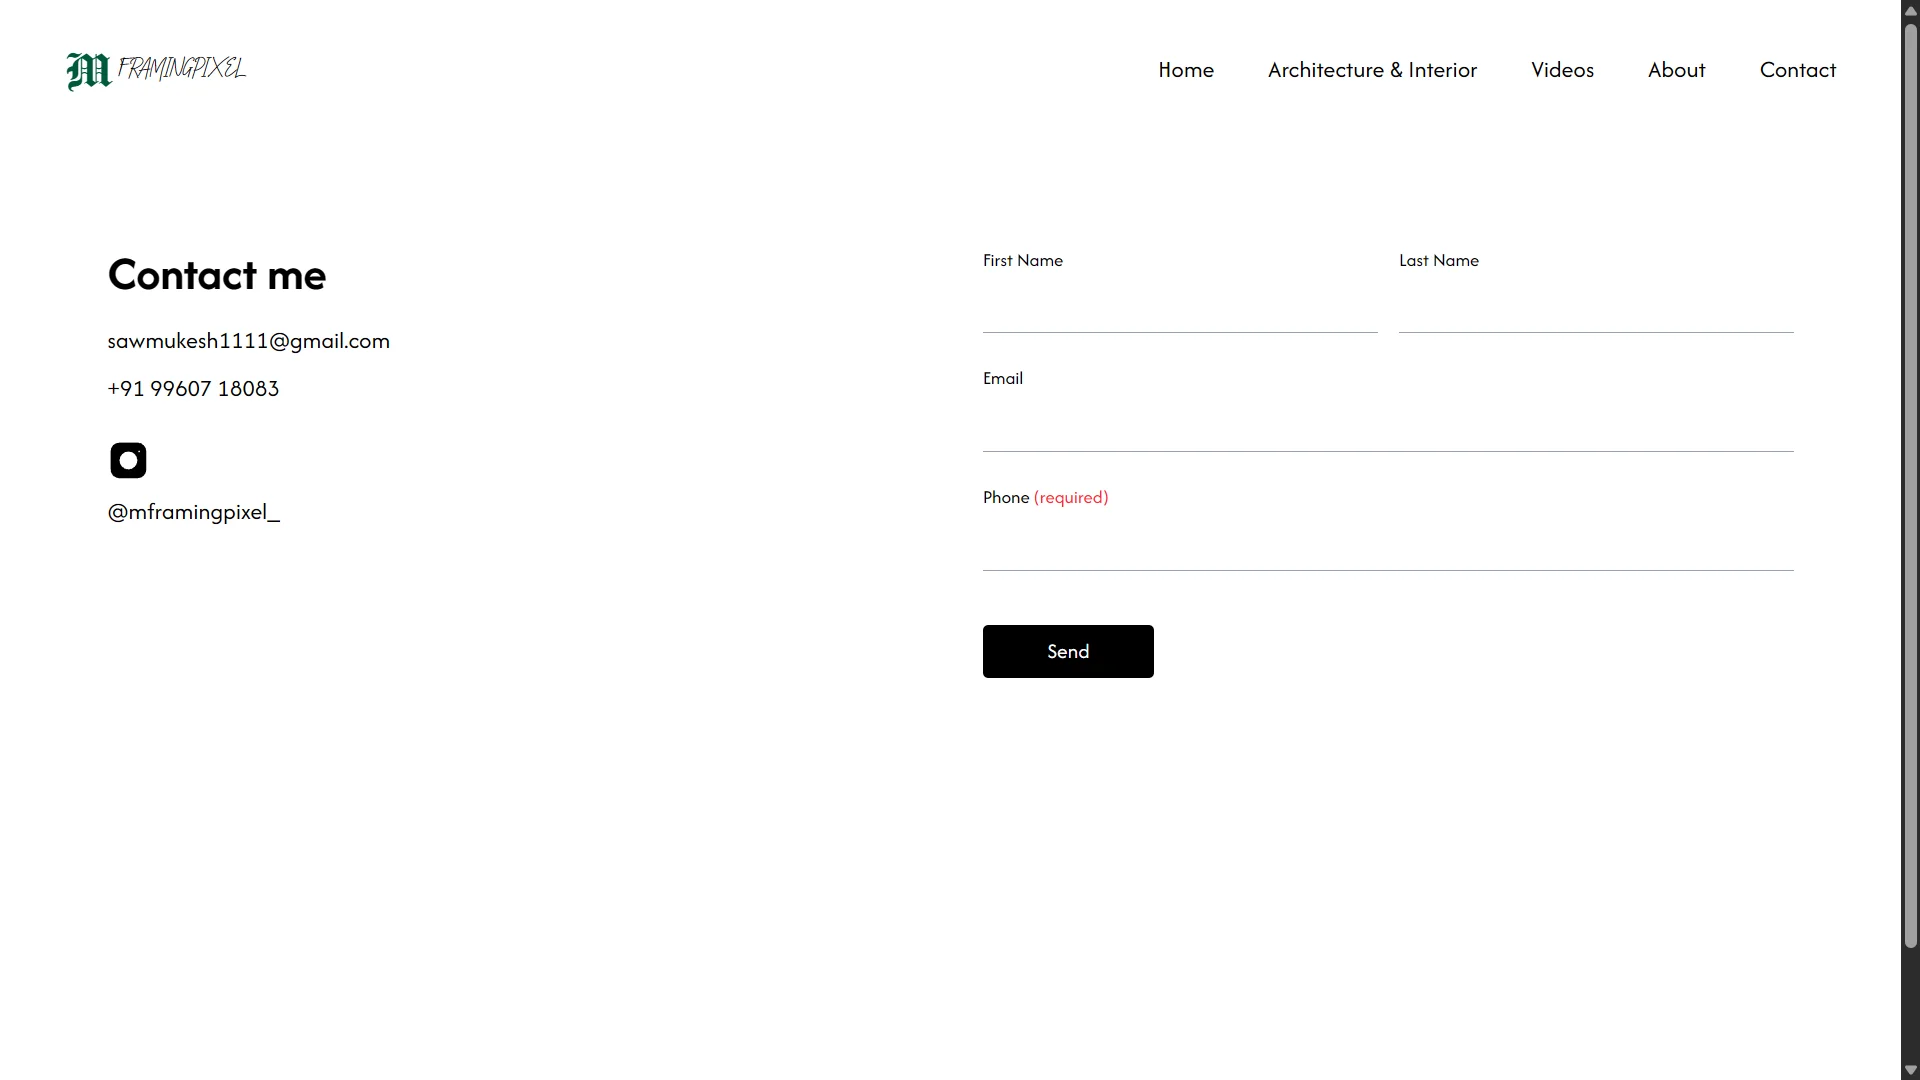 M FRAMINGPIXEL
Home Architecture & Interior Videos About Contact
Contact me
sawmukesh1111@gmail.com
+91 99607 18083
@mframingpixel_
First Name Last Name
Email
Phone (required)
Send